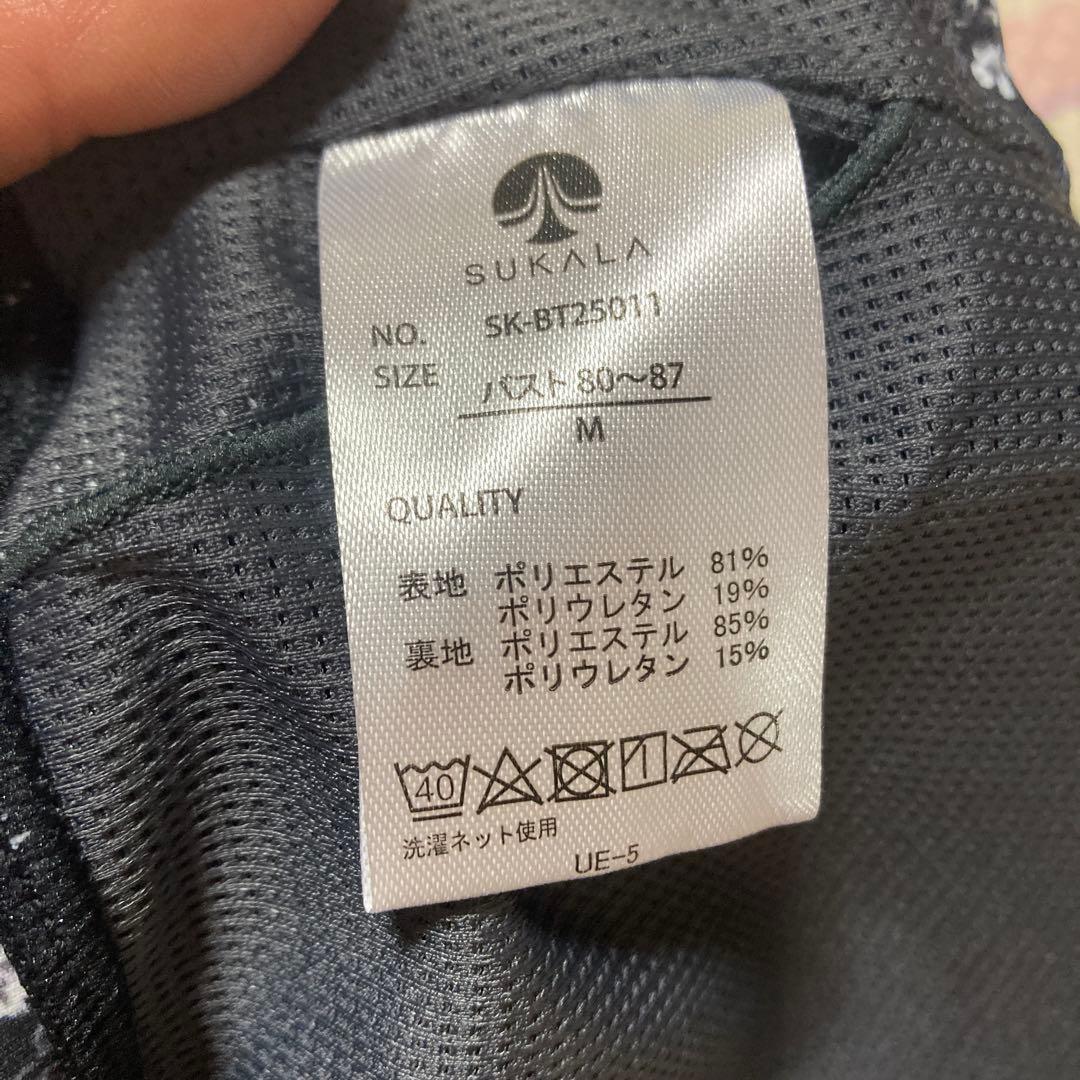 SUKALA
NO. SK-BT25011
SIZE バスト 80～87
M
QUALITY
表地 ポリエステル 81%
ポリウレタン 19%
裏地 ポリエステル 85%
ポリウレタン 15%
40
洗濯ネット使用
UE-5